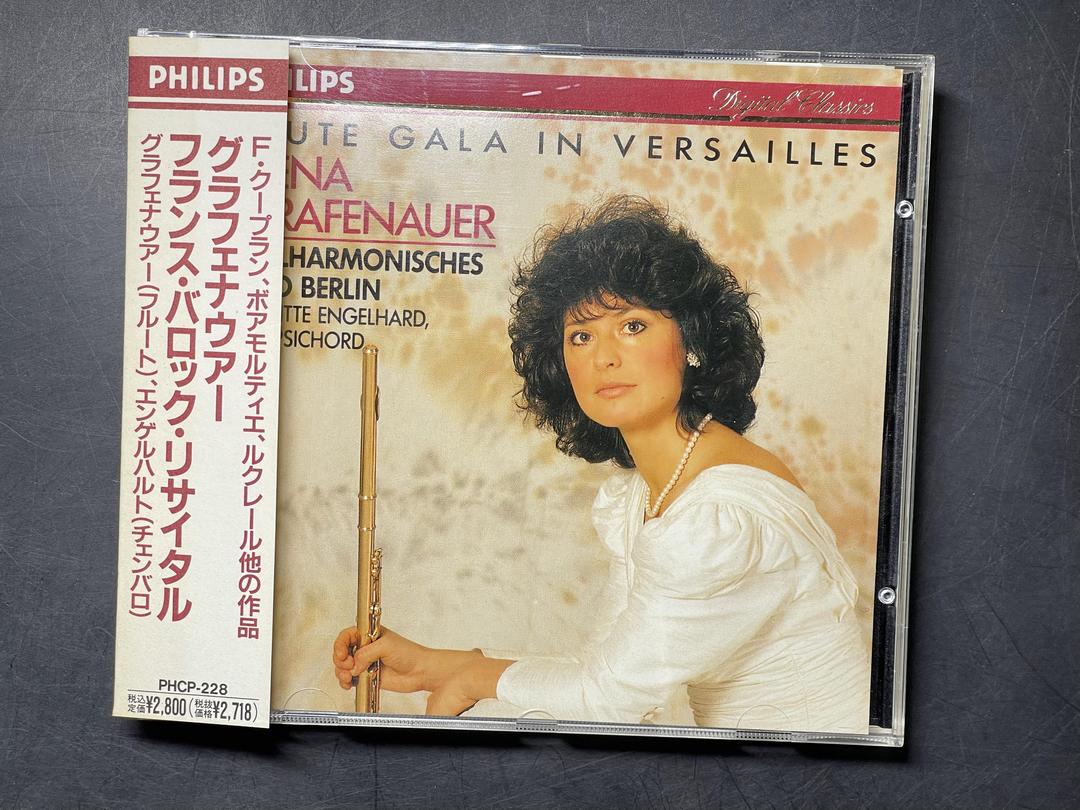 PHILIPS
F・クープラン、ボアモルティエ、ルクレール他の作品
グラフェナウアー
フランス・バロック・リサイタル
グラフェナウアー(フルート)、エンゲルハルト(チェンバロ)
PHCP-228
税込定価¥2,800(税抜価格¥2,718)
ILIPS
Digital Classics
UTE GALA IN VERSAILLES
ENA
RAFENAUER
LHARMONISCHES
O BERLIN
TTE ENGELHARD,
PSICHORD